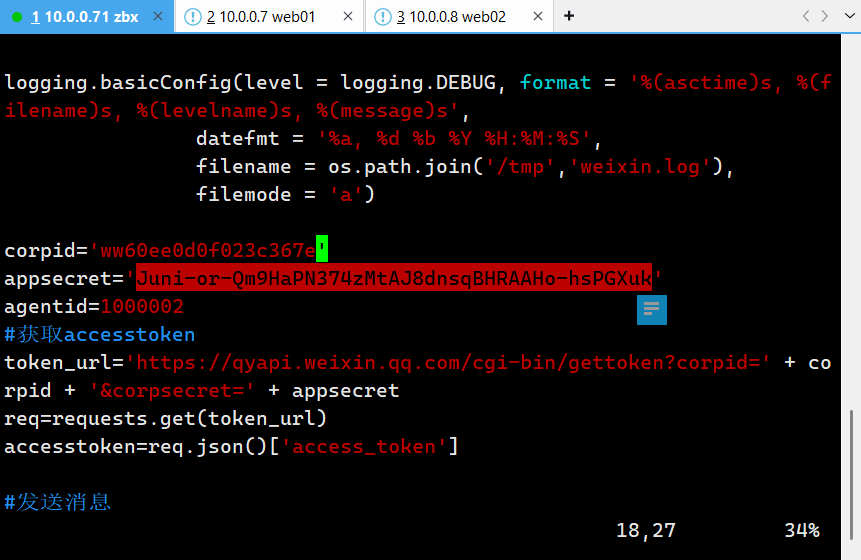 1 10.0.0.71 zbx × 2 10.0.0.7 web01 × 3 10.0.0.8 web02 × +
logging.basicConfig(level = logging.DEBUG, format = '%(asctime)s, %(f
ilename)s, %(levelname)s, %(message)s',
datefmt = '%a, %d %b %Y %H:%M:%S',
filename = os.path.join('/tmp','weixin.log'),
filemode = 'a')
corpid='ww60ee0d0f023c367e'
appsecret='Juni-or-Qm9HaPN374zMtAJ8dnsqBHRAAHo-hsPGXuk'
agentid=1000002
#获取accesstoken
token_url='https://qyapi.weixin.qq.com/cgi-bin/gettoken?corpid=' + co
rpid + '&corpsecret=' + appsecret
req=requests.get(token_url)
accesstoken=req.json()['access_token']
#发送消息
18,27 34%